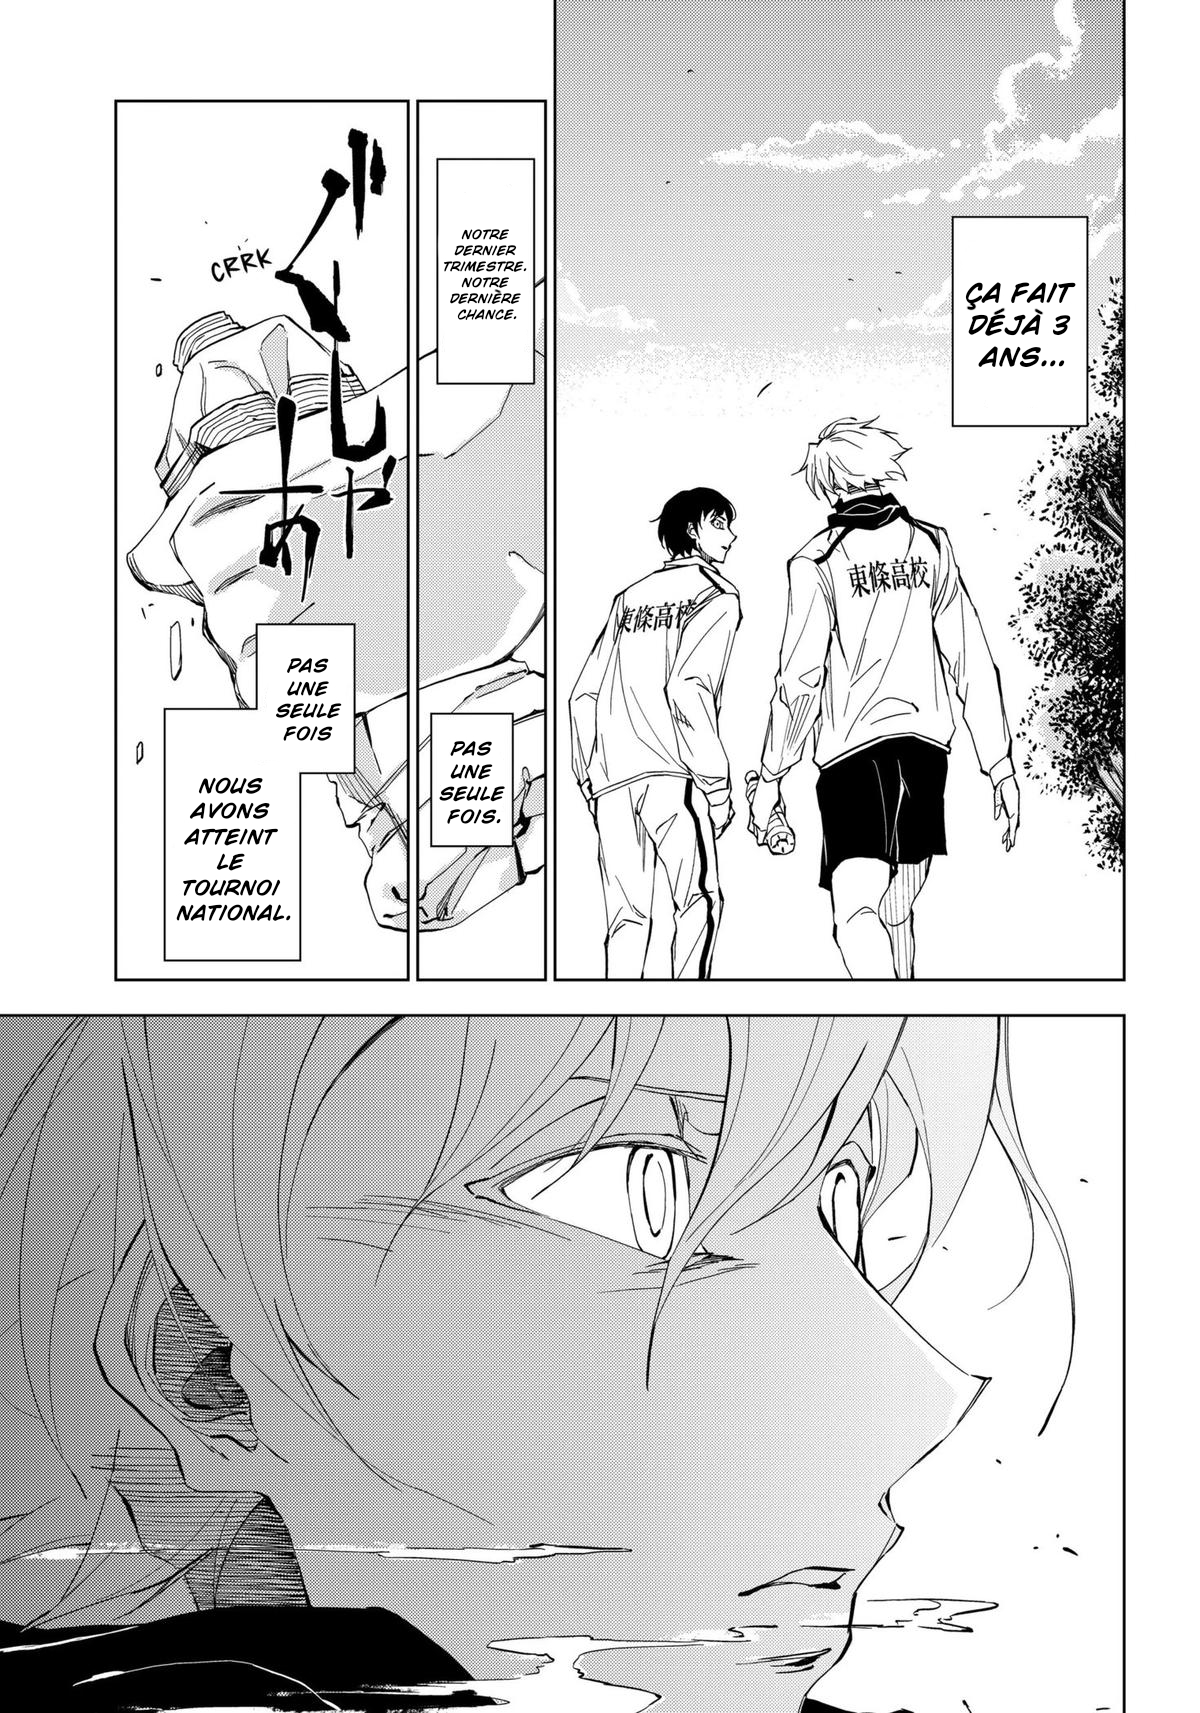 ÇA FAIT
DÉJÀ 3
ANS...
東條高校
東條高校
NOTRE
DERNIER
TRIMESTRE.
NOTRE
DERNIÈRE
CHANCE.
PAS
UNE
SEULE
FOIS.
CRRK
PAS
UNE
SEULE
FOIS
NOUS
AVONS
ATTEINT
LE
TOURNOI
NATIONAL.